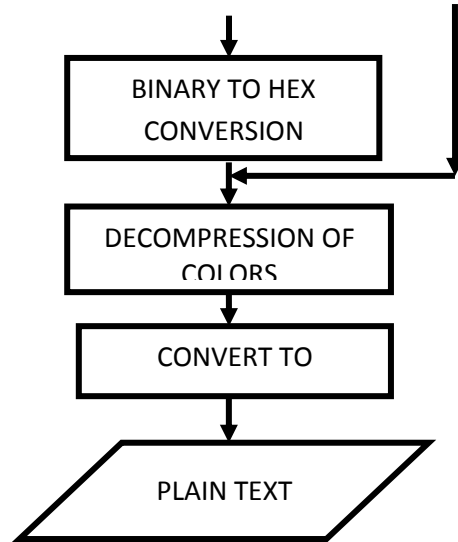 BINARY TO HEX
CONVERSION
DECOMPRESSION OF
COLORS
CONVERT TO
PLAIN TEXT